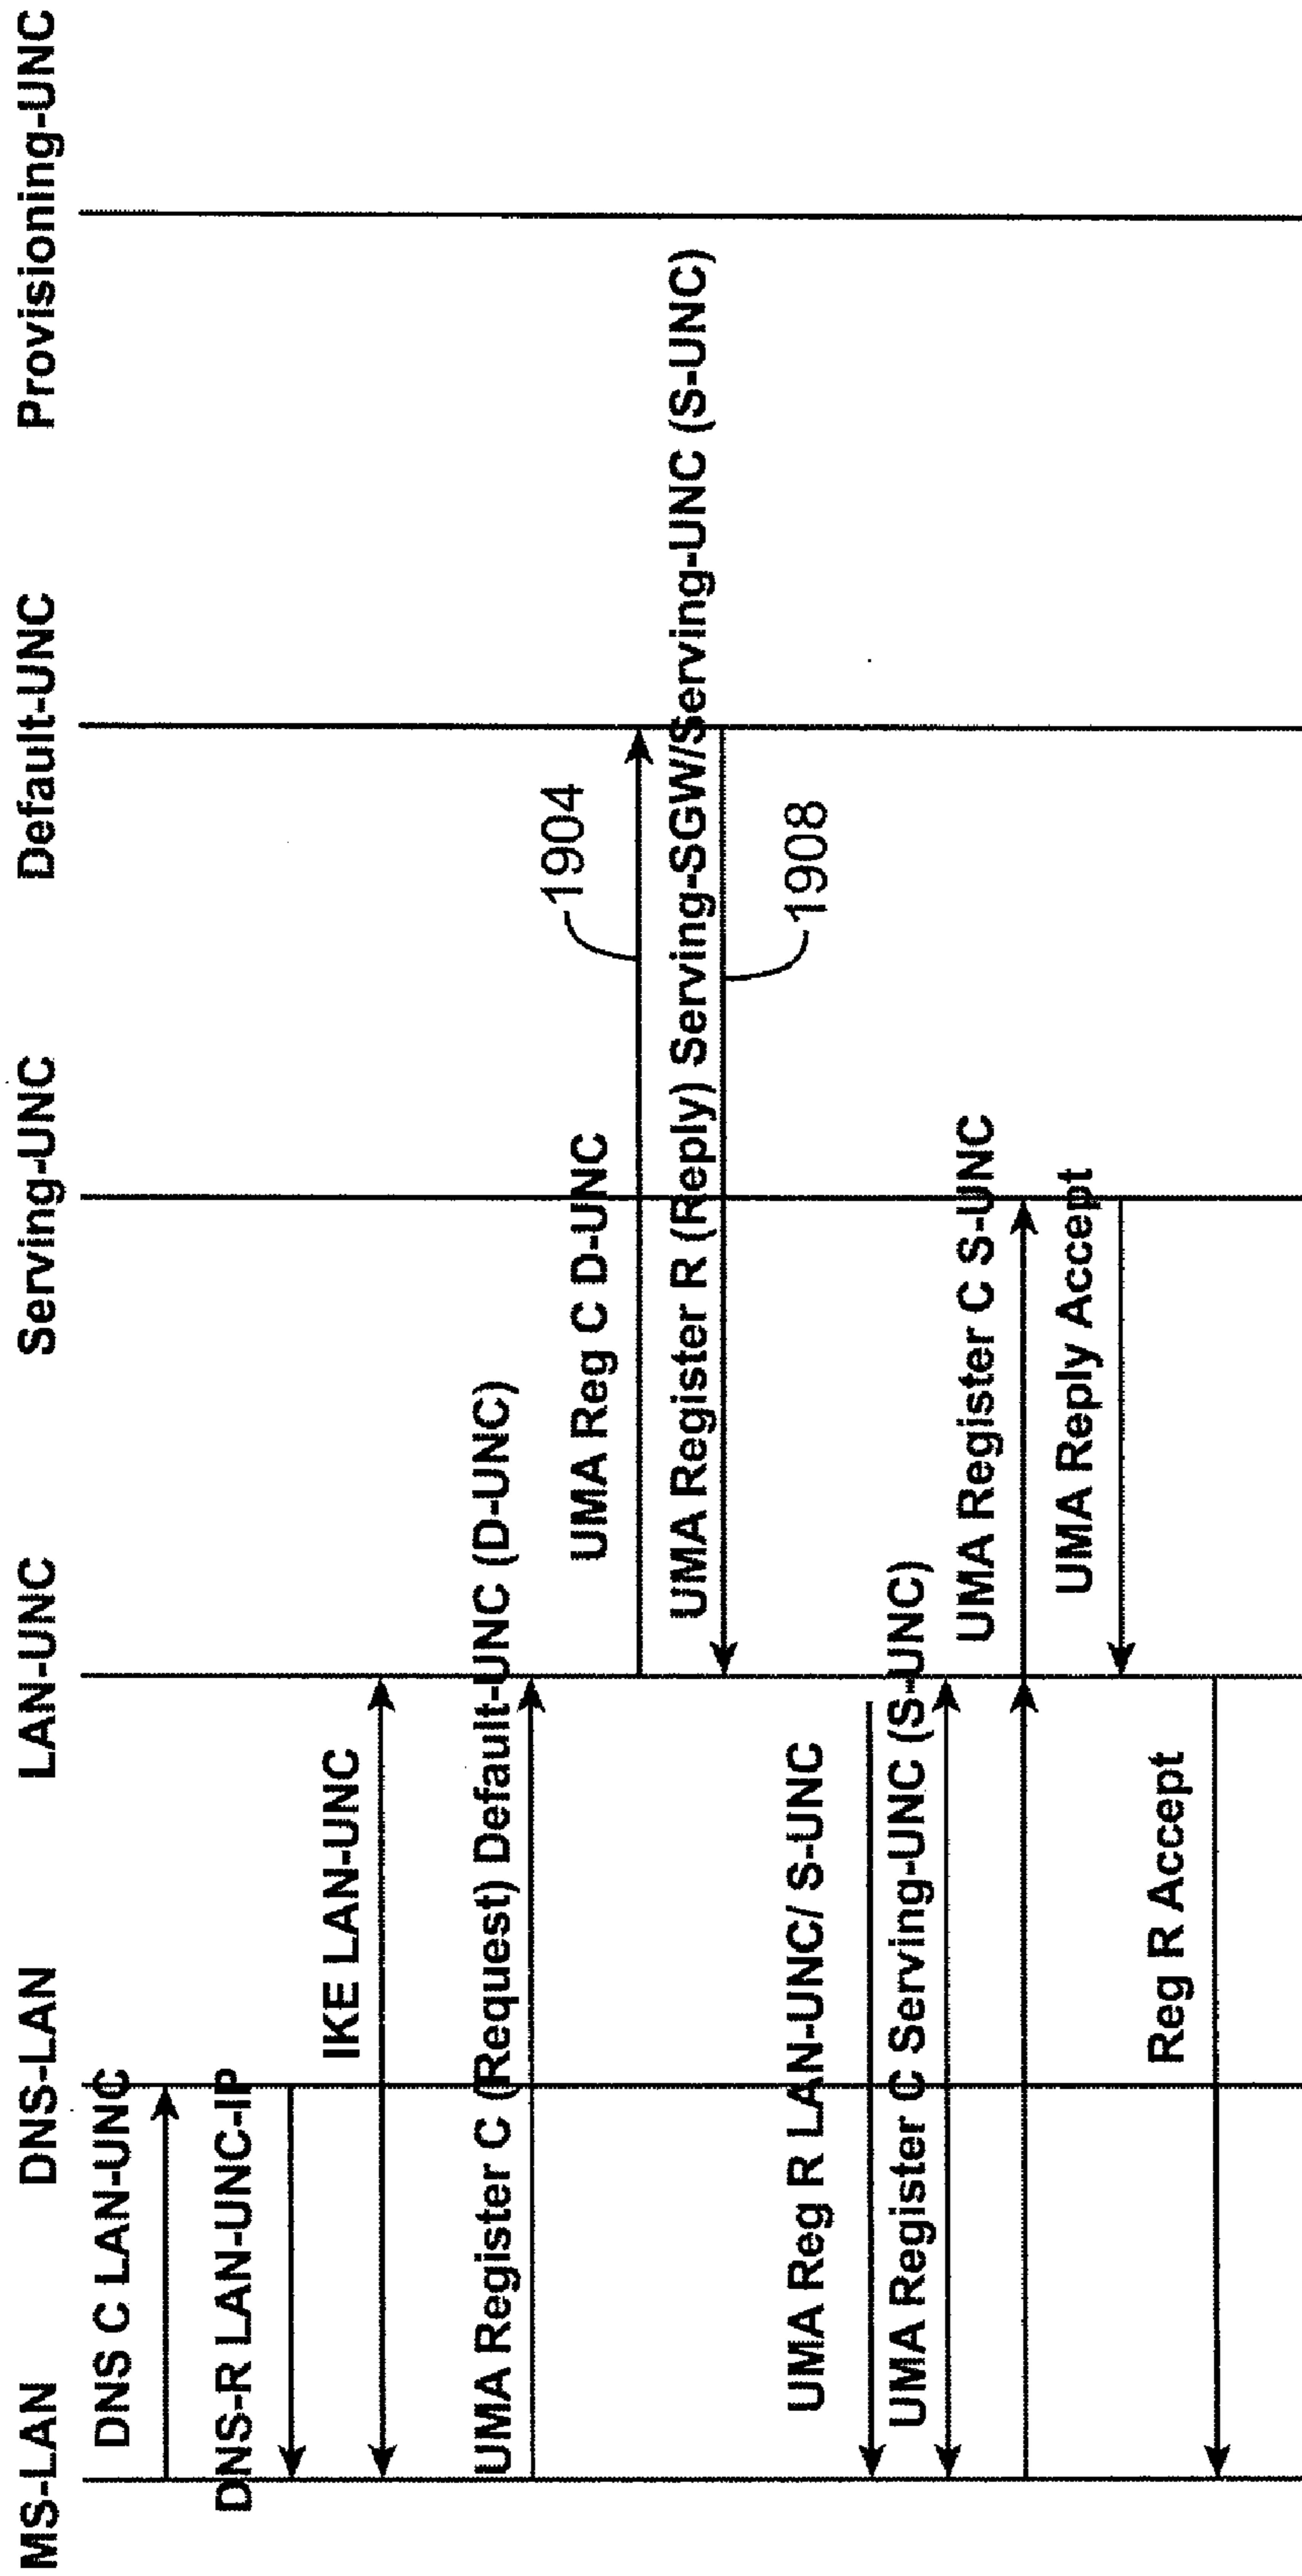 MS-LAN
DNS-LAN
LAN-UNC
Serving-UNC
Default-UNC
Provisioning-UNC
DNS C LAN-UNC
DNS-R LAN-UNC-IP
IKE LAN-UNC
UMA Register C (Request) Default-UNC (D-UNC)
1904
UMA Reg C D-UNC
UMA Register R (Reply) Serving-SGW/Serving-UNC (S-UNC)
1908
UMA Reg R LAN-UNC/ S-UNC
UMA Register C Serving-UNC (S-UNC)
UMA Register C S-UNC
UMA Reply Accept
Reg R Accept